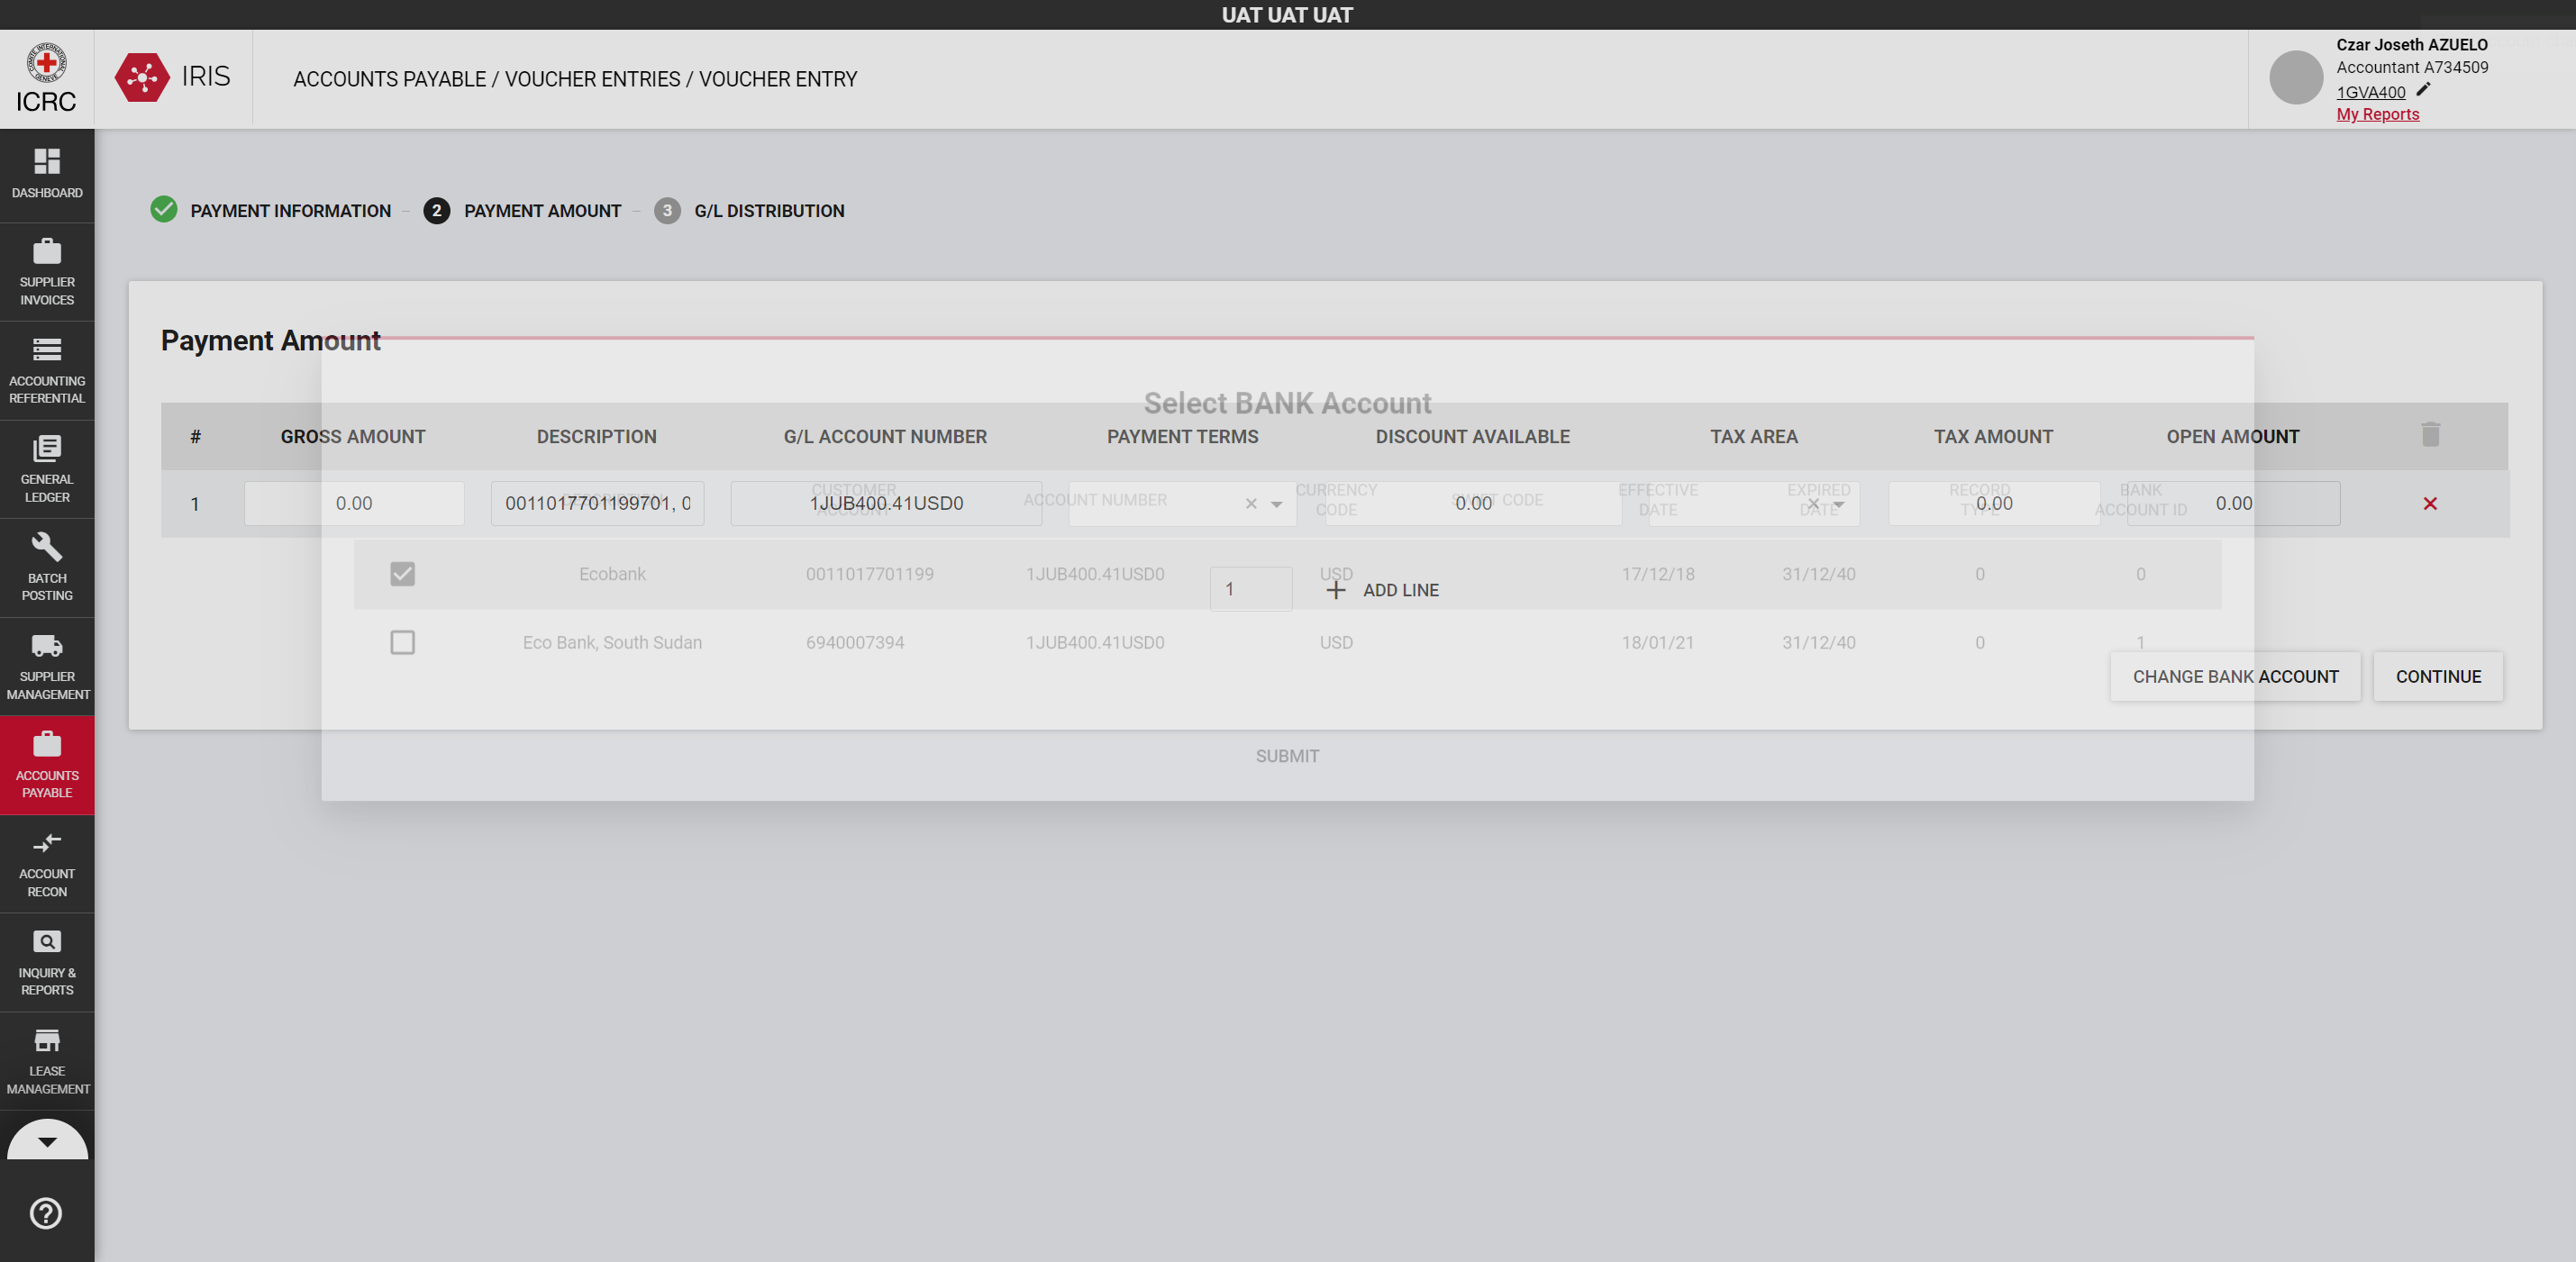 UAT UAT UAT
ICRC
IRIS
ACCOUNTS PAYABLE / VOUCHER ENTRIES / VOUCHER ENTRY
Czar Joseth AZUELO
Accountant A734509
1GVA400
My Reports
DASHBOARD
SUPPLIER
INVOICES
ACCOUNTING
REFERENTIAL
GENERAL
LEDGER
BATCH
POSTING
SUPPLIER
MANAGEMENT
ACCOUNTS
PAYABLE
ACCOUNT
RECON
INQUIRY &
REPORTS
LEASE
MANAGEMENT
PAYMENT INFORMATION – 2 PAYMENT AMOUNT – 3 G/L DISTRIBUTION
Payment Amount
Select BANK Account
# GROSS AMOUNT DESCRIPTION G/L ACCOUNT NUMBER PAYMENT TERMS DISCOUNT AVAILABLE TAX AREA TAX AMOUNT OPEN AMOUNT
1 0.00 0011017701199701, 0 1JUB400.41USD0 0.00 0.00 0.00
DESCRIPTION CUSTOMER ACCOUNT ACCOUNT NUMBER CURRENCY CODE SWIFT CODE EFFECTIVE DATE EXPIRED DATE RECORD TYPE BANK ACCOUNT ID
Ecobank 0011017701199 1JUB400.41USD0 USD 17/12/18 31/12/40 0 0
1 ADD LINE
Eco Bank, South Sudan 6940007394 1JUB400.41USD0 USD 18/01/21 31/12/40 0 1
CHANGE BANK ACCOUNT CONTINUE
SUBMIT